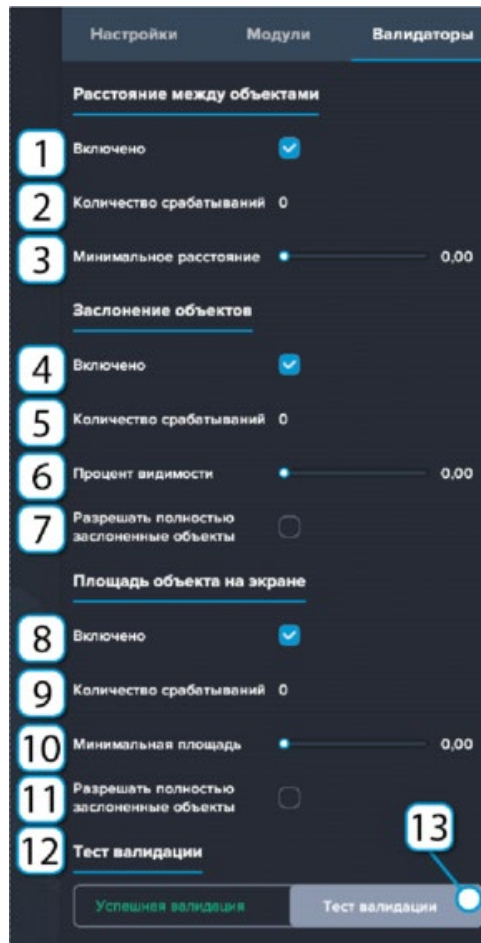 Настройки Модули Валидаторы
Расстояние между объектами
1 Включено
2 Количество срабатываний 0
3 Минимальное расстояние 0,00
Заслонение объектов
4 Включено
5 Количество срабатываний 0
6 Процент видимости 0,00
7 Разрешать полностью
заслоненные объекты
Площадь объекта на экране
8 Включено
9 Количество срабатываний 0
10 Минимальная площадь 0,00
11 Разрешать полностью
заслоненные объекты
13
12 Тест валидации
Успешная валидация Тест валидации